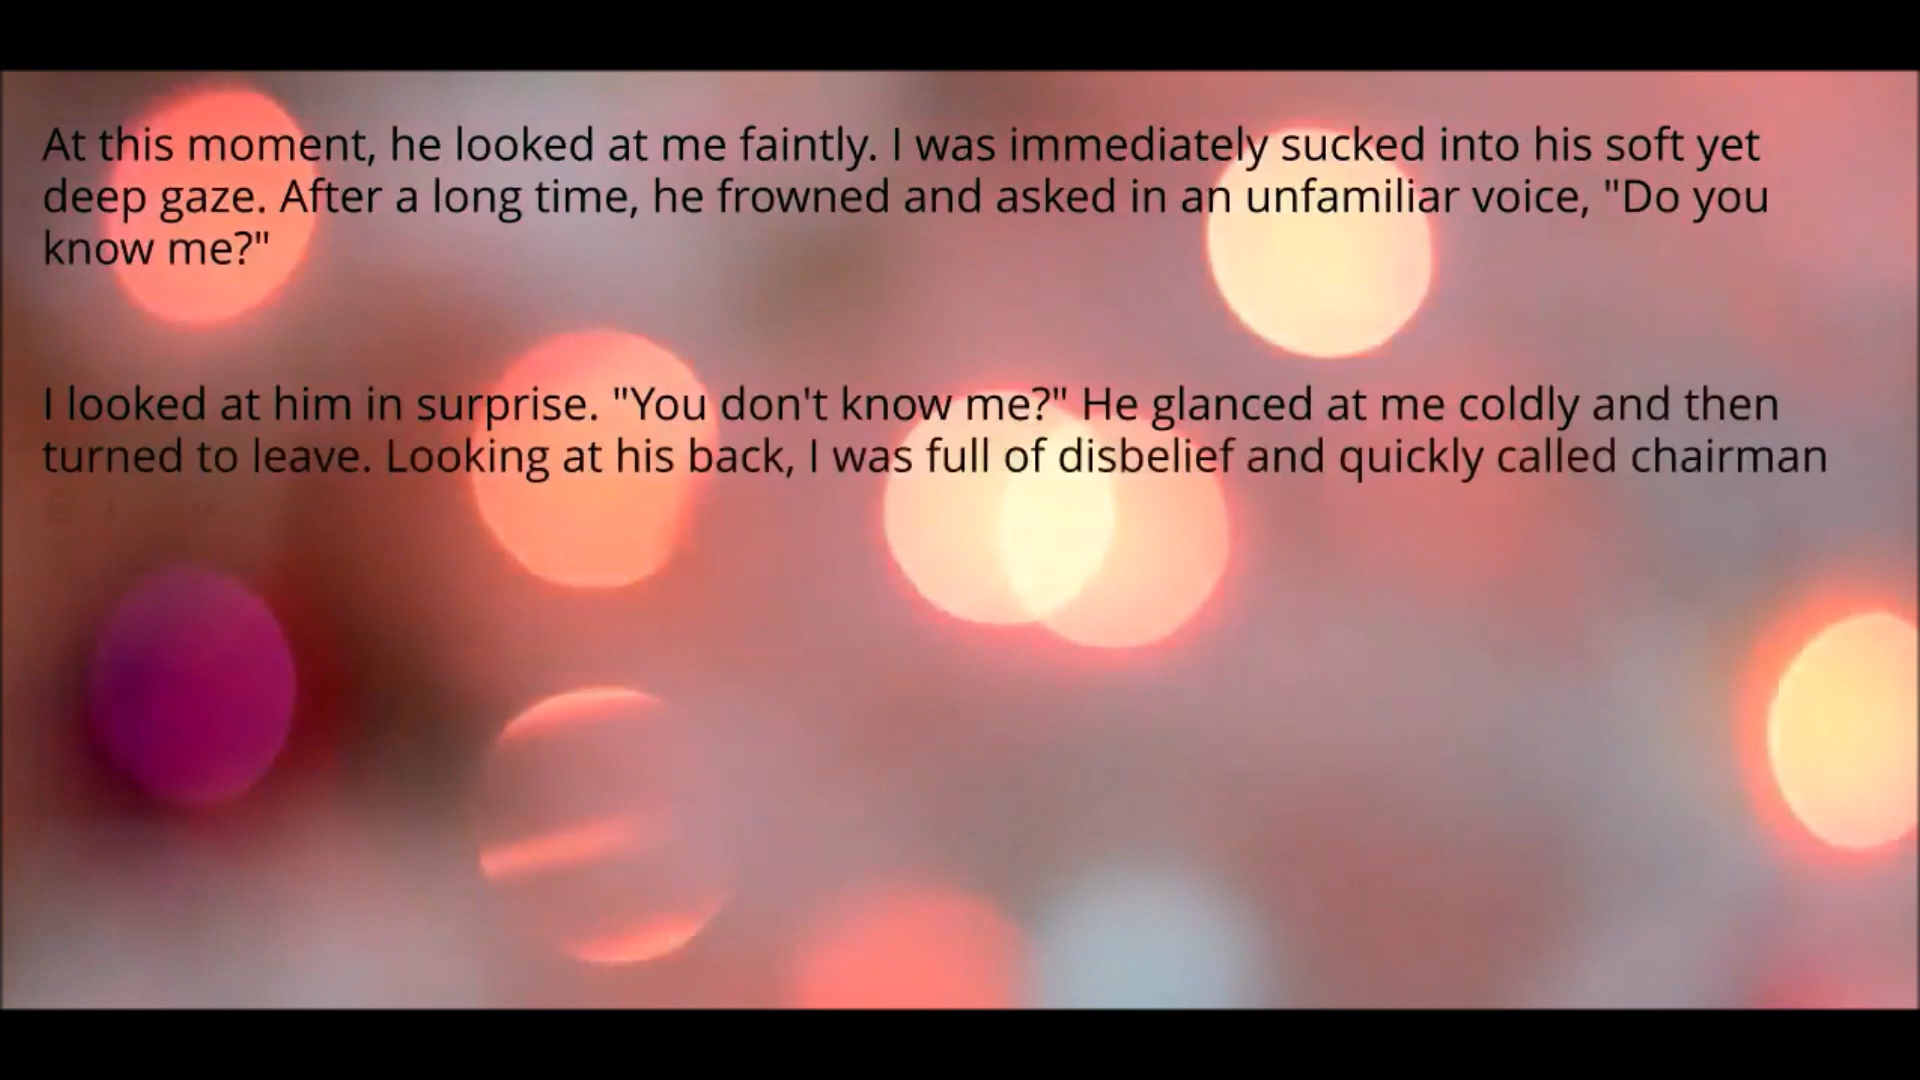 At this moment, he looked at me faintly. I was immediately sucked into his soft yet
deep gaze. After a long time, he frowned and asked in an unfamiliar voice, "Do you
know me?"
I looked at him in surprise. "You don't know me?" He glanced at me coldly and then
turned to leave. Looking at his back, I was full of disbelief and quickly called chairman